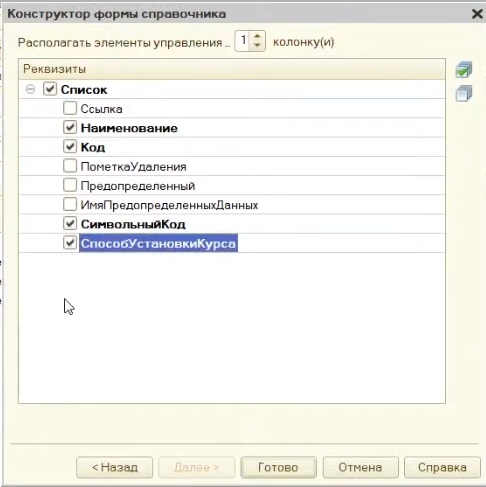 Конструктор формы справочника
Располагать элементы управления .. 1 колонку(и)
Реквизиты
Список
Ссылка
Наименование
Код
ПометкаУдаления
Предопределенный
ИмяПредопределенныхДанных
СимвольныйКод
СпособУстановкиКурса
< Назад Далее > Готово Отмена Справка